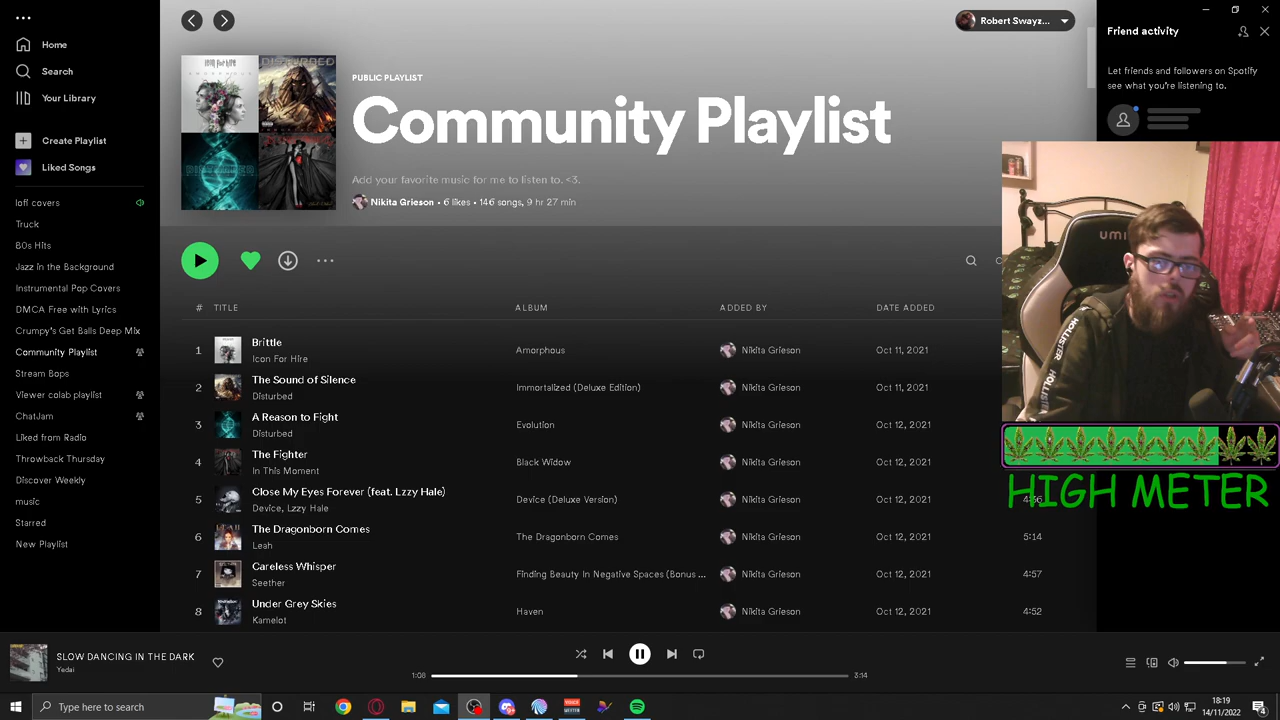 Home
Search
Your Library
Create Playlist
Liked Songs
lofi covers
Truck
80s Hits
Jazz in the Background
Instrumental Pop Covers
DMCA Free with Lyrics
Crumpy's Get Balls Deep Mix
Community Playlist
Stream Bops
Viewer colab playlist
ChatJam
Liked from Radio
Throwback Thursday
Discover Weekly
music
Starred
New Playlist
Robert Swayz...
PUBLIC PLAYLIST
Community Playlist
Add your favorite music for me to listen to. <3.
Nikita Grieson • 6 likes • 146 songs, 9 hr 27 min
# TITLE ALBUM ADDED BY DATE ADDED
1 Brittle Amorphous Nikita Grieson Oct 11, 2021
Icon For Hire
2 The Sound of Silence Immortalized (Deluxe Edition) Nikita Grieson Oct 11, 2021
Disturbed
3 A Reason to Fight Evolution Nikita Grieson Oct 12, 2021
Disturbed
4 The Fighter Black Widow Nikita Grieson Oct 12, 2021
In This Moment
5 Close My Eyes Forever (feat. Lzzy Hale) Device (Deluxe Version) Nikita Grieson Oct 12, 2021
Device, Lzzy Hale
6 The Dragonborn Comes The Dragonborn Comes Nikita Grieson Oct 12, 2021 5:14
Leah
7 Careless Whisper Finding Beauty In Negative Spaces (Bonus ... Nikita Grieson Oct 12, 2021 4:57
Seether
8 Under Grey Skies Haven Nikita Grieson Oct 12, 2021 4:52
Kamelot
Friend activity
Let friends and followers on Spotify
see what you're listening to.
UMI
HOLLISTER
HOLLISTER
HIGH METER
SLOW DANCING IN THE DARK
Yedai
1:08 3:14
Type here to search
18:19
14/11/2022